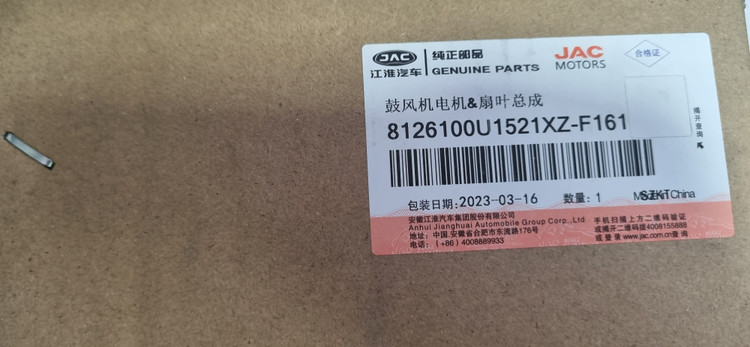 JAC
江淮汽车
纯正部品
GENUINE PARTS
JAC
MOTORS
合格证
鼓风机电机&扇叶总成
8126100U1521XZ-F161
揭开查询
包装日期:2023-03-16 数量: 1
SZKT China
安徽江淮汽车集团股份有限公司
Anhui Jianghuai Automobile Group Corp.,Ltd
地址: 中国.安徽省合肥市东流路176号
电话: (+86) 4008889933
手机扫描上方二维码验证
或揭开二维码拨4008155888
或登录 www.jac.com.cn查询